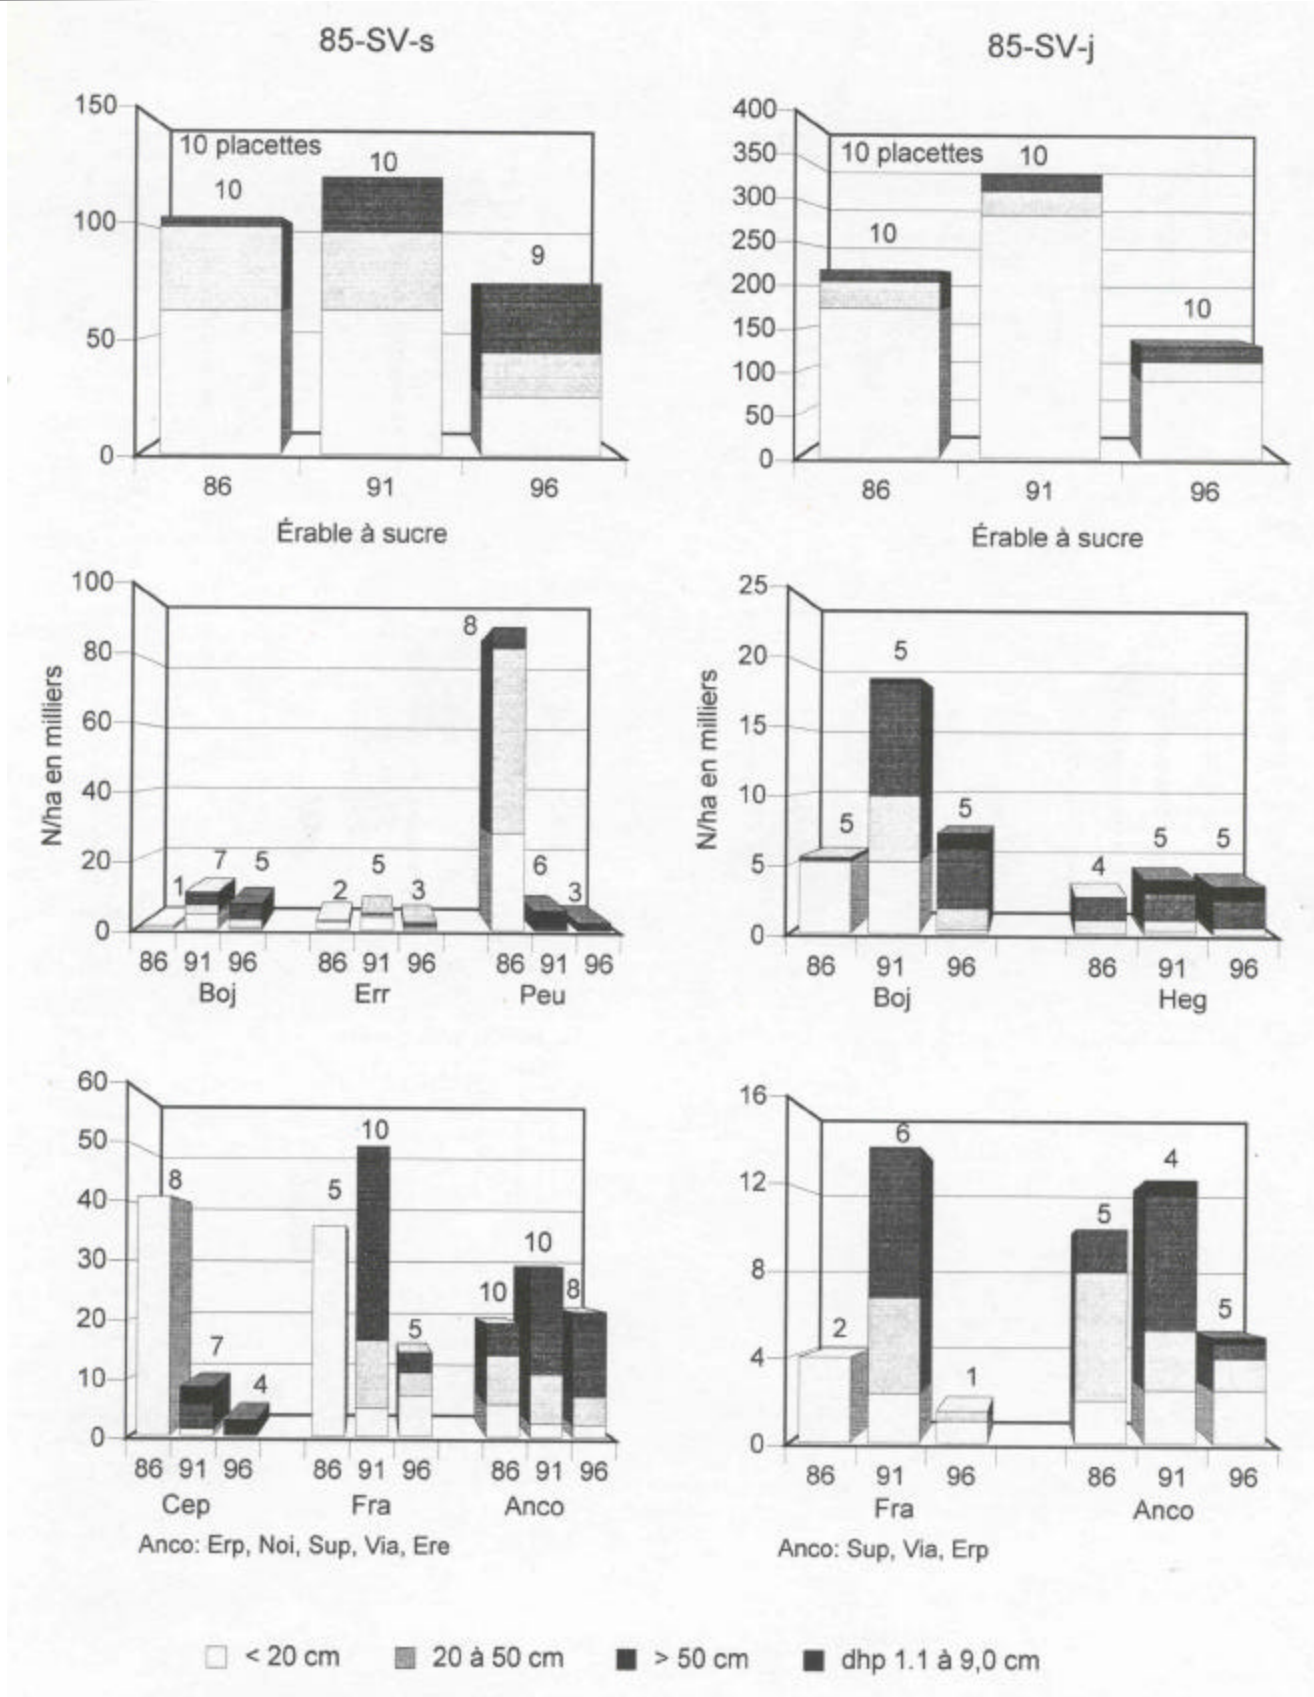 85-SV-s
85-SV-j
150
100
50
0
10 placettes
10
10
9
86 91 96
Érable à sucre
400
350
300
250
200
150
100
50
0
10 placettes
10
10
10
86 91 96
Érable à sucre
N/ha en milliers
100
80
60
40
20
0
1 7 5
2 5 3
8 6 3
86 91 96 86 91 96 86 91 96
Boj Err Peu
N/ha en milliers
25
20
15
10
5
0
5 5 5
4 5 5
86 91 96 86 91 96
Boj Heg
60
50
40
30
20
10
0
8 7 4
5 10 5
10 10 8
86 91 96 86 91 96 86 91 96
Cep Fra Anco
Anco: Erp, Noi, Sup, Via, Ere
16
12
8
4
0
2 6 1
5 4 5
86 91 96 86 91 96
Fra Anco
Anco: Sup, Via, Erp
< 20 cm 20 à 50 cm > 50 cm dhp 1.1 à 9,0 cm